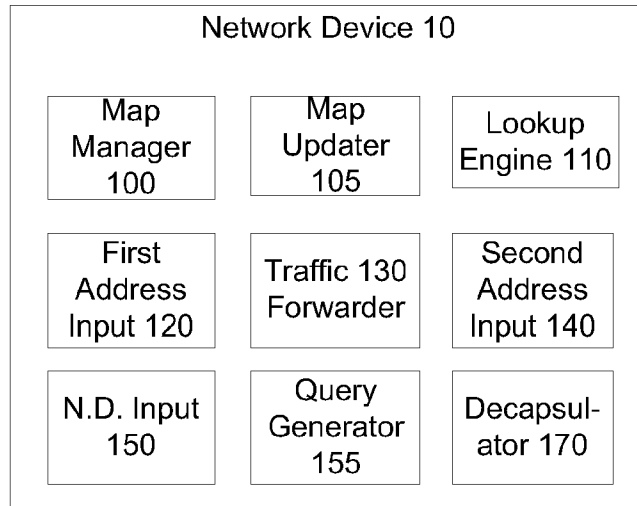 Network Device 10
Map
Manager
100
Map
Updater
105
Lookup
Engine 110
First
Address
Input 120
Traffic 130
Forwarder
Second
Address
Input 140
N.D. Input
150
Query
Generator
155
Decapsul-
ator 170